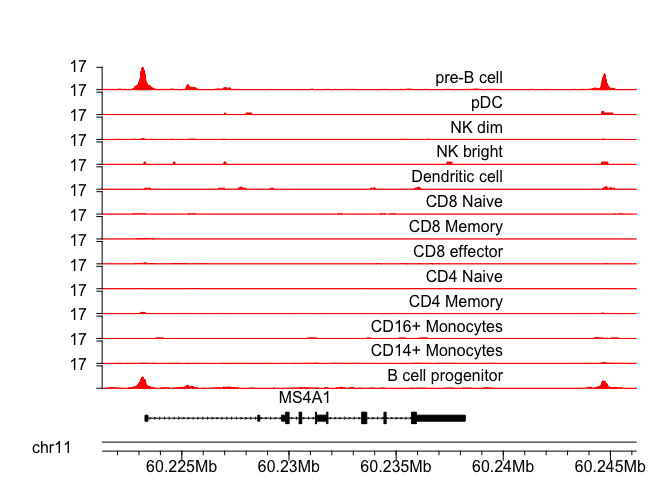 17 pre-B cell
17 pDC
17 NK dim
17 NK bright
17 Dendritic cell
17 CD8 Naive
17 CD8 Memory
17 CD8 effector
17 CD4 Naive
17 CD4 Memory
17 CD16+ Monocytes
17 CD14+ Monocytes
17 B cell progenitor
MS4A1
chr11
60.225Mb 60.23Mb 60.235Mb 60.24Mb 60.245Mb